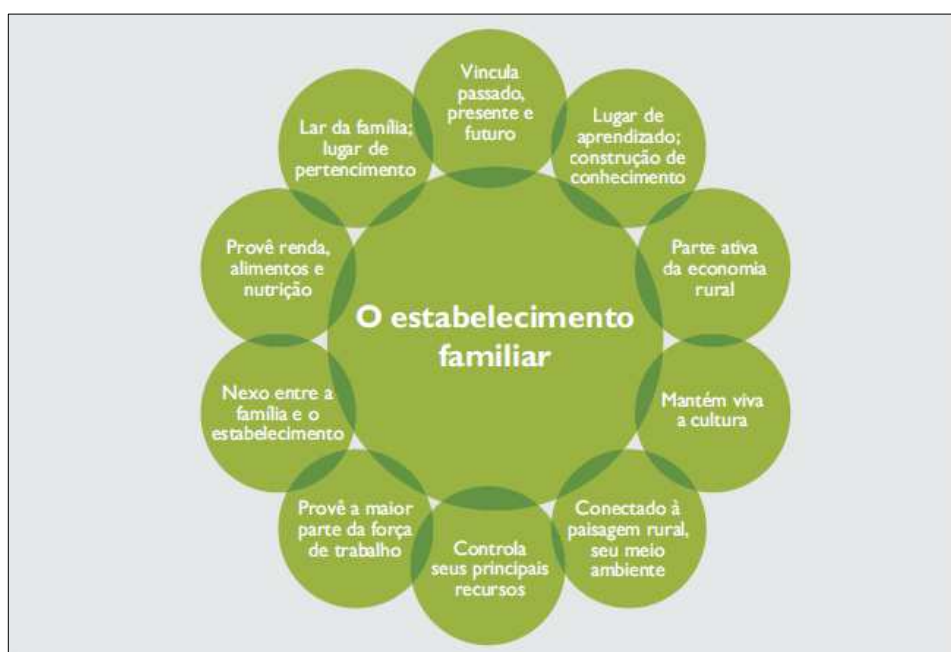 Vincula
passado,
presente e
futuro
Lugar de
aprendizado;
construção de
conhecimento
Parte ativa
da economia
rural
Mantém viva
a cultura
Conectado à
paisagem rural,
seu meio
ambiente
Controla
seus principais
recursos
Provê a maior
parte da força
de trabalho
Nexo entre a
família e o
estabelecimento
Provê renda,
alimentos e
nutrição
Lar da família;
lugar de
pertencimento
O estabelecimento
familiar